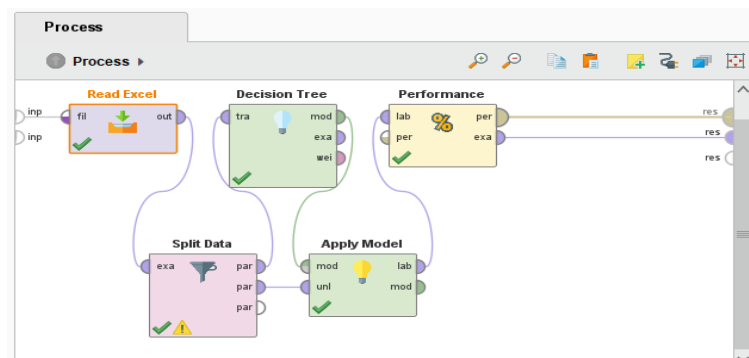 Process
Process
Read Excel
Decision Tree
Performance
inp
fil
out
tra
mod
lab
per
res
inp
exa
per
exa
res
wei
res
Split Data
Apply Model
exa
par
mod
lab
par
unl
mod
par